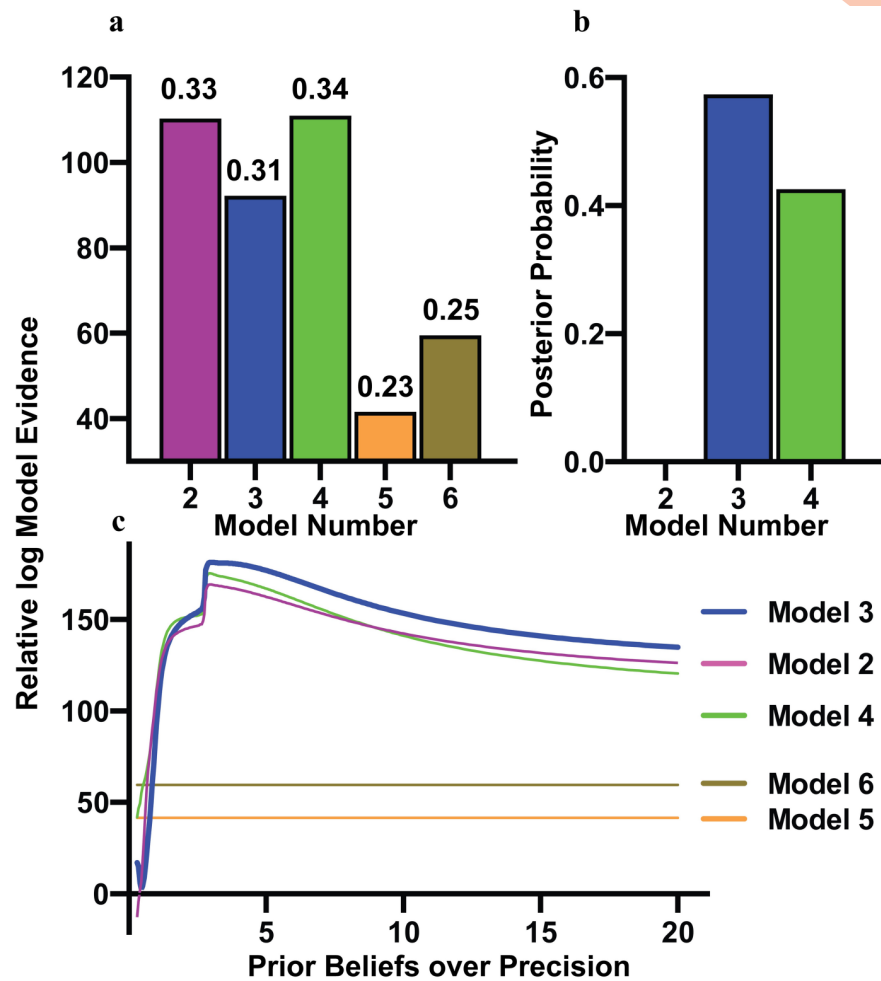 a
Relative log Model Evidence
120
100
80
60
40
0.33
0.31
0.34
0.23
0.25
2 3 4 5 6
Model Number
b
Posterior Probability
0.6
0.4
0.2
0.0
2 3 4
Model Number
c
150
100
50
0
5 10 15 20
Prior Beliefs over Precision
Model 3
Model 2
Model 4
Model 6
Model 5